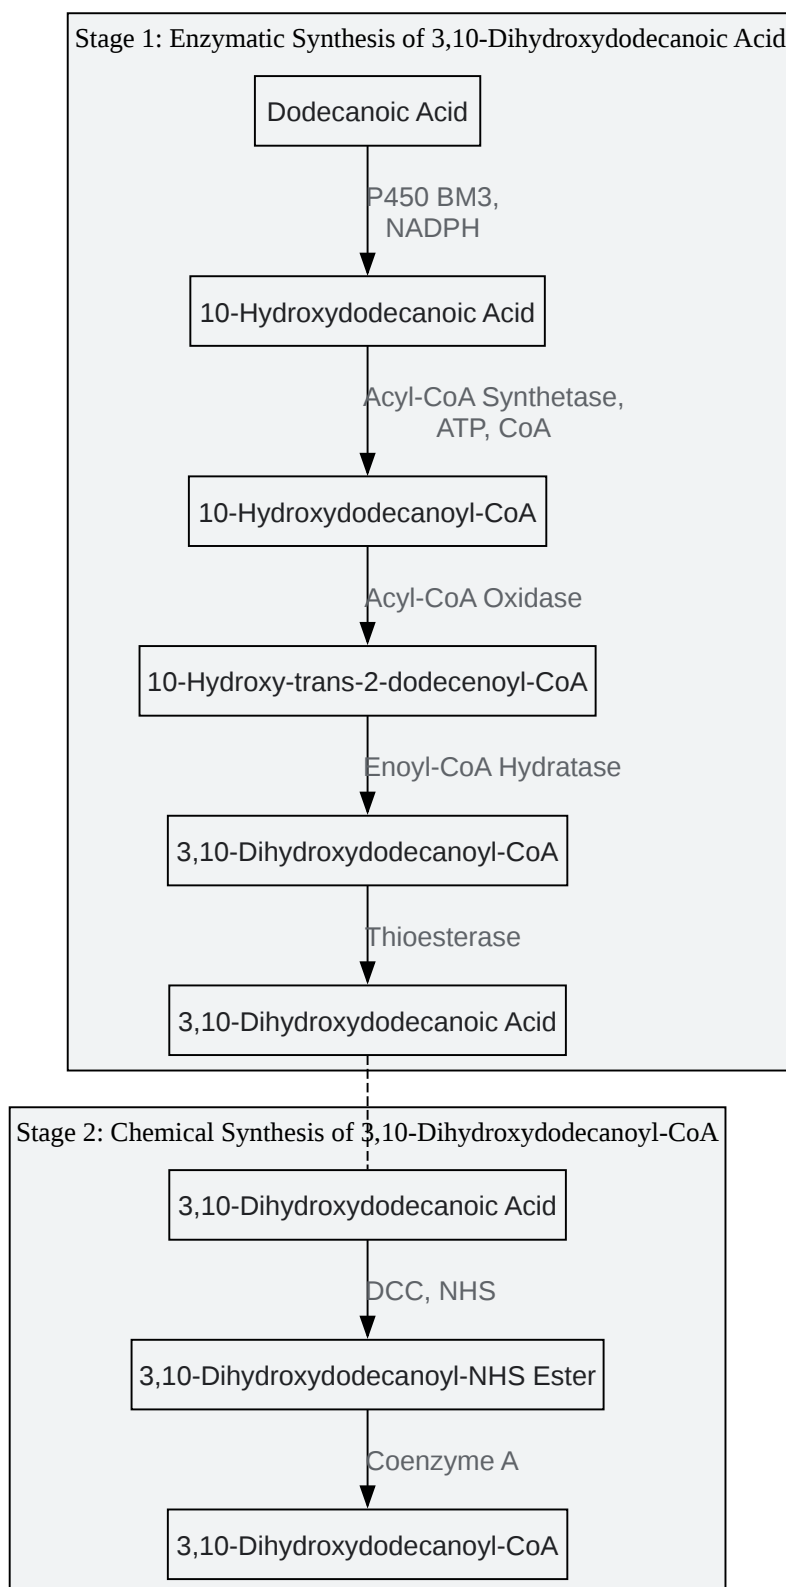 Stage 1: Enzymatic Synthesis of 3,10-Dihydroxydodecanoic Acid
Dodecanoic Acid
P450 BM3,
NADPH
10-Hydroxydodecanoic Acid
Acyl-CoA Synthetase,
ATP, CoA
10-Hydroxydodecanoyl-CoA
Acyl-CoA Oxidase
10-Hydroxy-trans-2-dodecenoyl-CoA
Enoyl-CoA Hydratase
3,10-Dihydroxydodecanoyl-CoA
Thioesterase
3,10-Dihydroxydodecanoic Acid
Stage 2: Chemical Synthesis of 3,10-Dihydroxydodecanoyl-CoA
3,10-Dihydroxydodecanoic Acid
DCC, NHS
3,10-Dihydroxydodecanoyl-NHS Ester
Coenzyme A
3,10-Dihydroxydodecanoyl-CoA